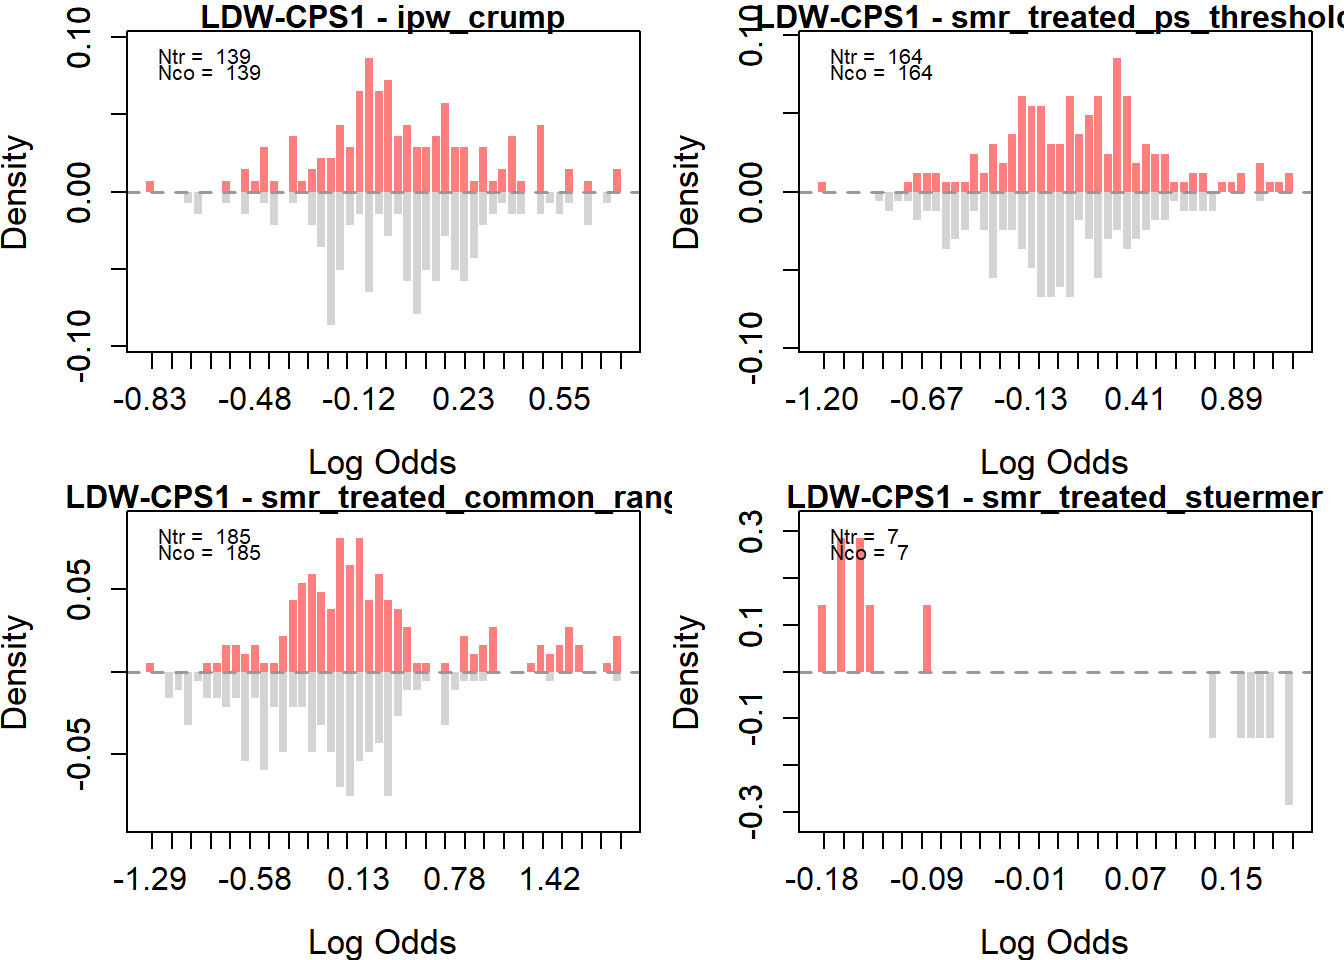 LDW-CPS1 - ipw_crump
Ntr = 139
Nco = 139
0.10
0.00
-0.10
Density
-0.83 -0.48 -0.12 0.23 0.55
Log Odds
LDW-CPS1 - smr_treated_ps_threshold
Ntr = 164
Nco = 164
0.10
0.00
-0.10
Density
-1.20 -0.67 -0.13 0.41 0.89
Log Odds
LDW-CPS1 - smr_treated_common_rang
Ntr = 185
Nco = 185
0.05
-0.05
Density
-1.29 -0.58 0.13 0.78 1.42
Log Odds
LDW-CPS1 - smr_treated_stuermer
Ntr = 7
Nco = 7
0.3
0.1
-0.1
-0.3
Density
-0.18 -0.09 -0.01 0.07 0.15
Log Odds